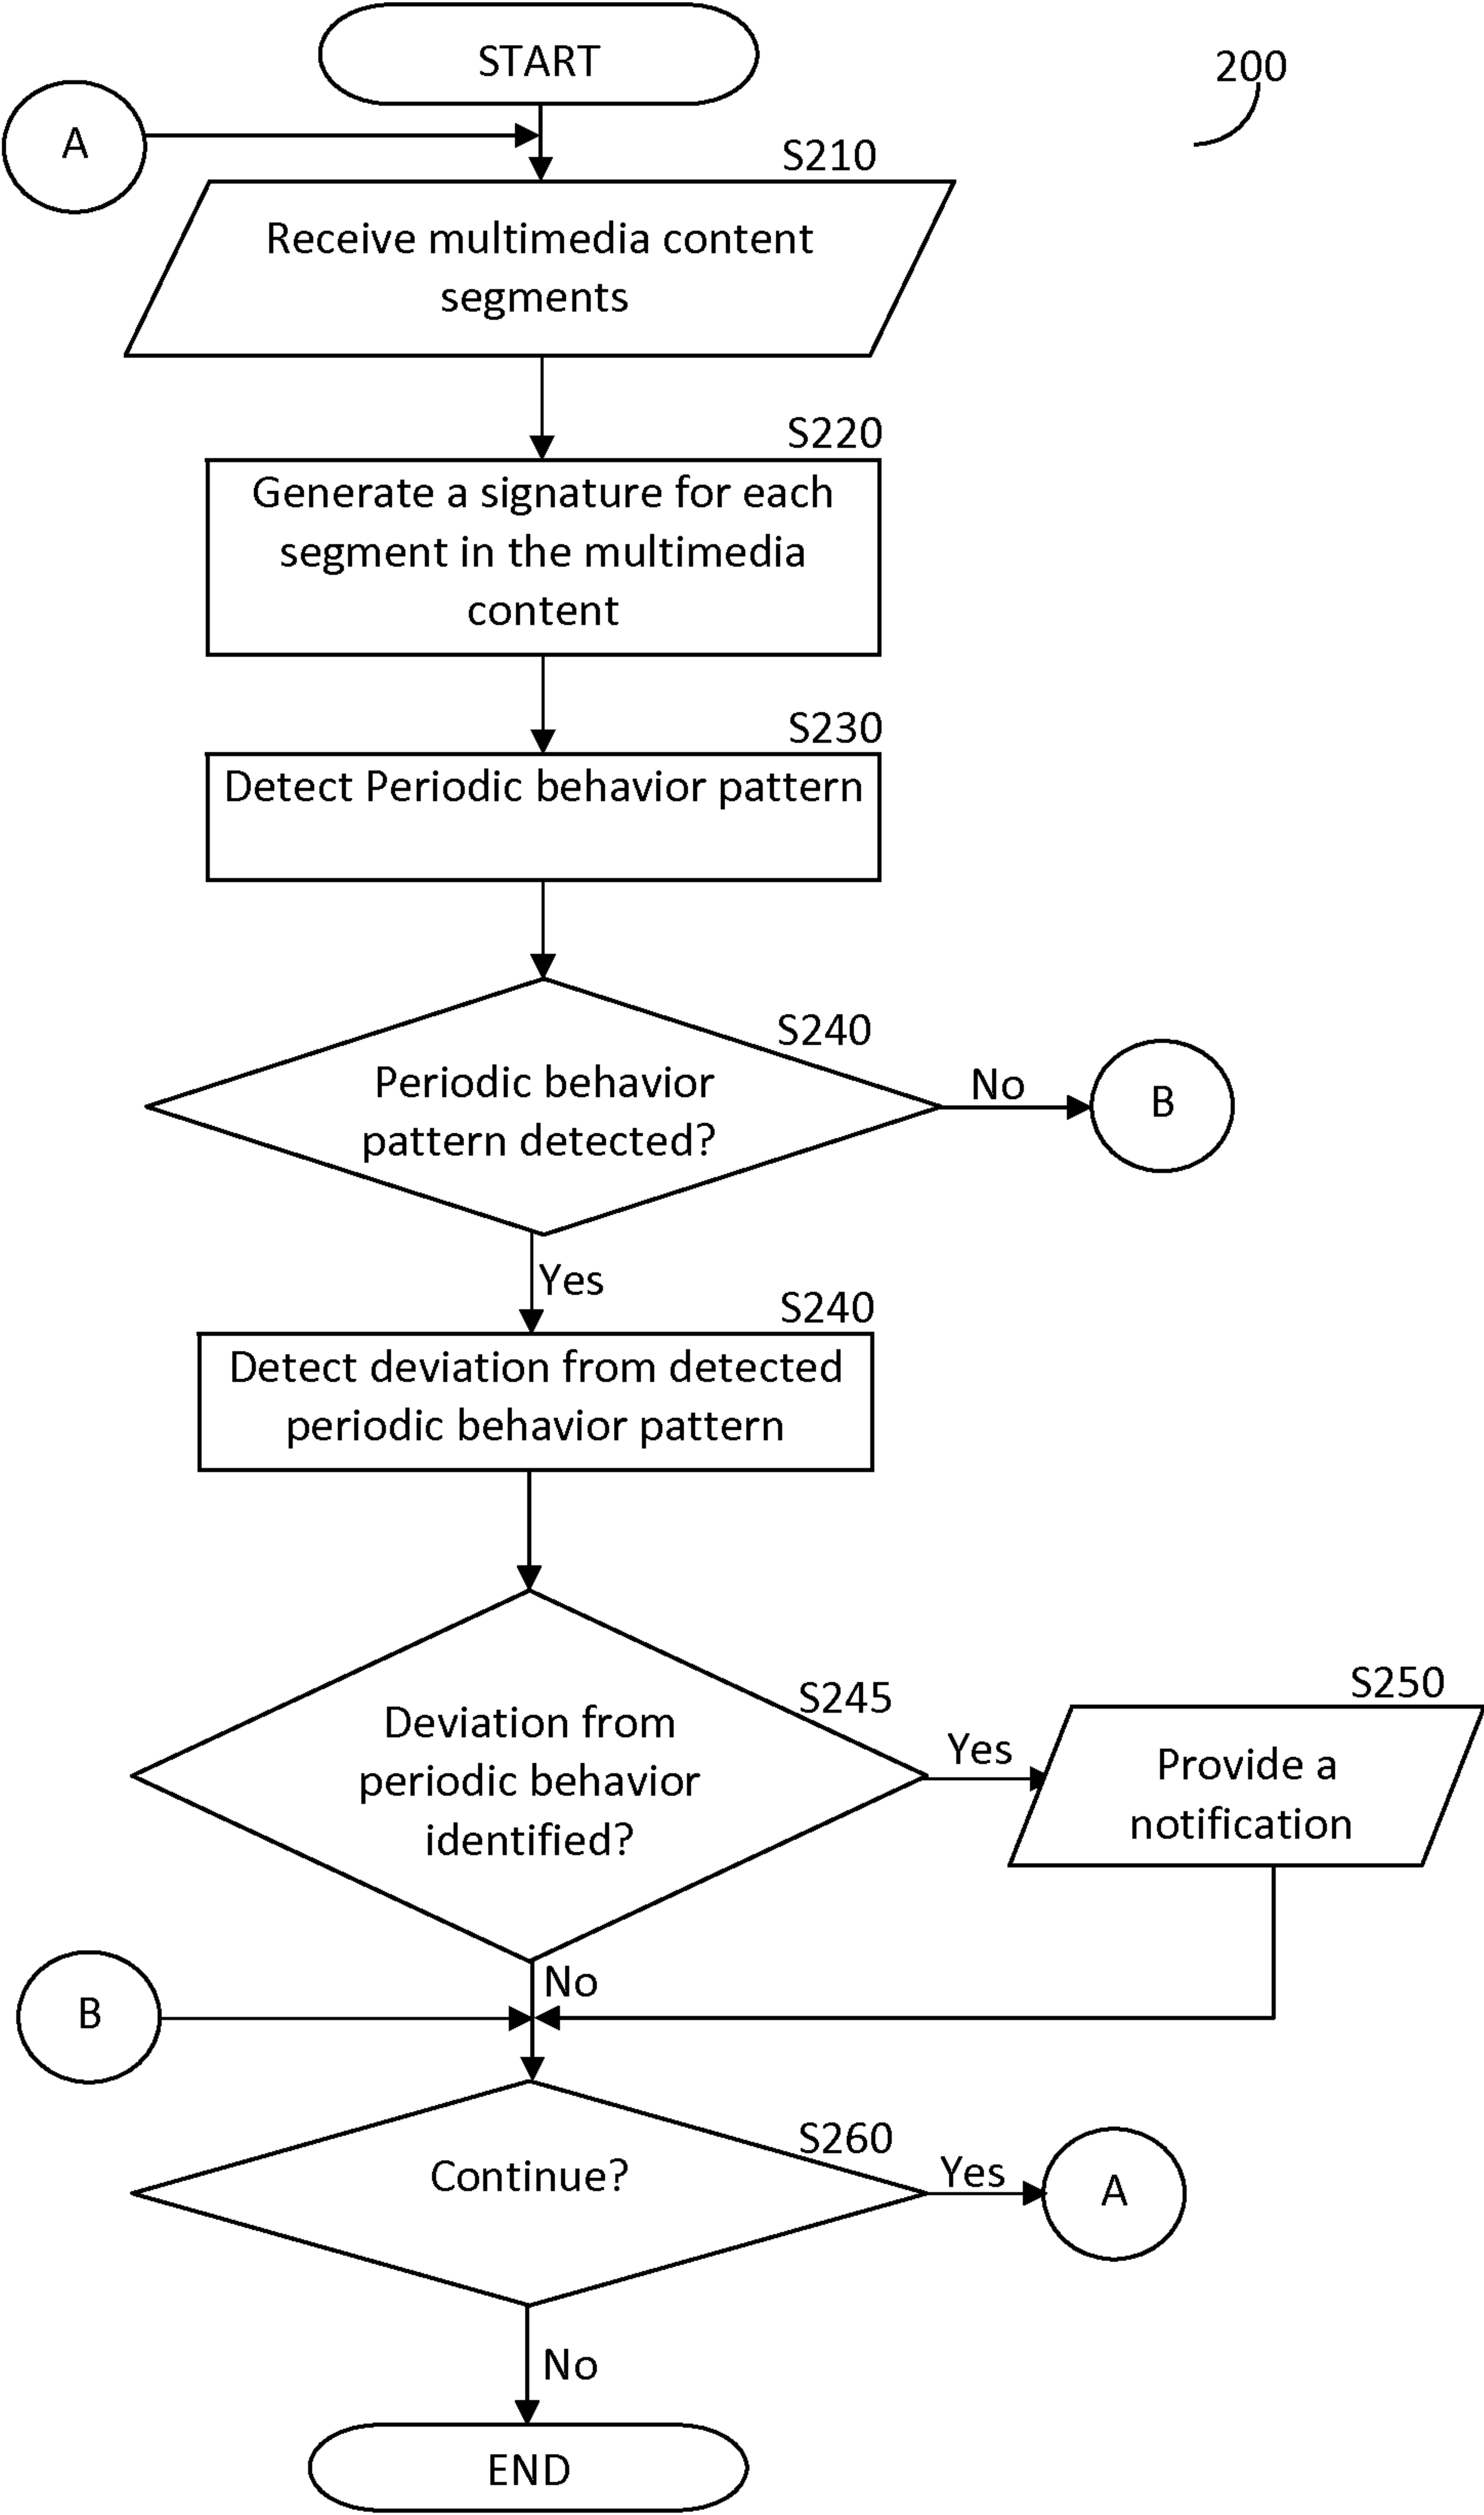 START
200
A
S210
Receive multimedia content
segments
S220
Generate a signature for each
segment in the multimedia
content
S230
Detect Periodic behavior pattern
S240
Periodic behavior
pattern detected?
No
B
Yes
S240
Detect deviation from detected
periodic behavior pattern
S245
Deviation from
periodic behavior
identified?
Yes
S250
Provide a
notification
No
B
S260
Continue?
Yes
A
No
END